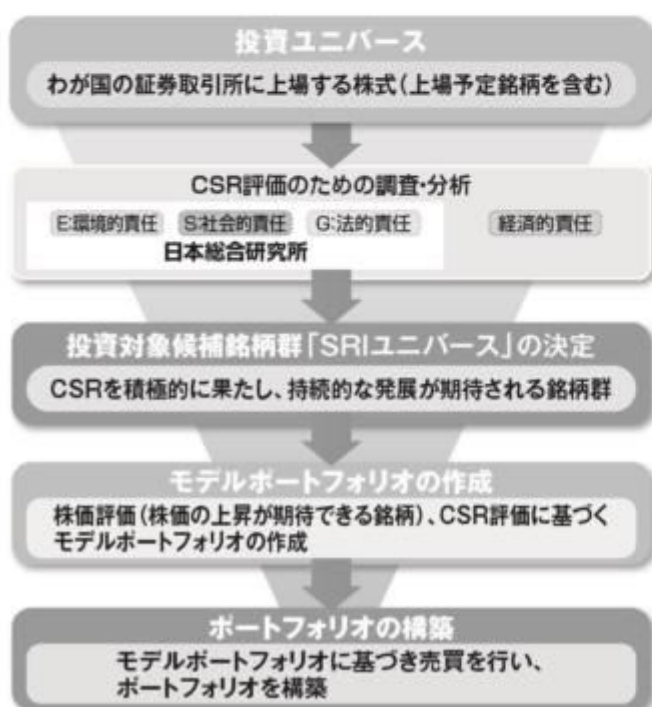 投資ユニバース
わが国の証券取引所に上場する株式(上場予定銘柄を含む)
CSR評価のための調査・分析
E:環境的責任 S:社会的責任 G:法的責任 経済的責任
日本総合研究所
投資対象候補銘柄群「SRIユニバース」の決定
CSRを積極的に果たし、持続的な発展が期待される銘柄群
モデルポートフォリオの作成
株価評価(株価の上昇が期待できる銘柄)、CSR評価に基づく
モデルポートフォリオの作成
ポートフォリオの構築
モデルポートフォリオに基づき売買を行い、
ポートフォリオを構築